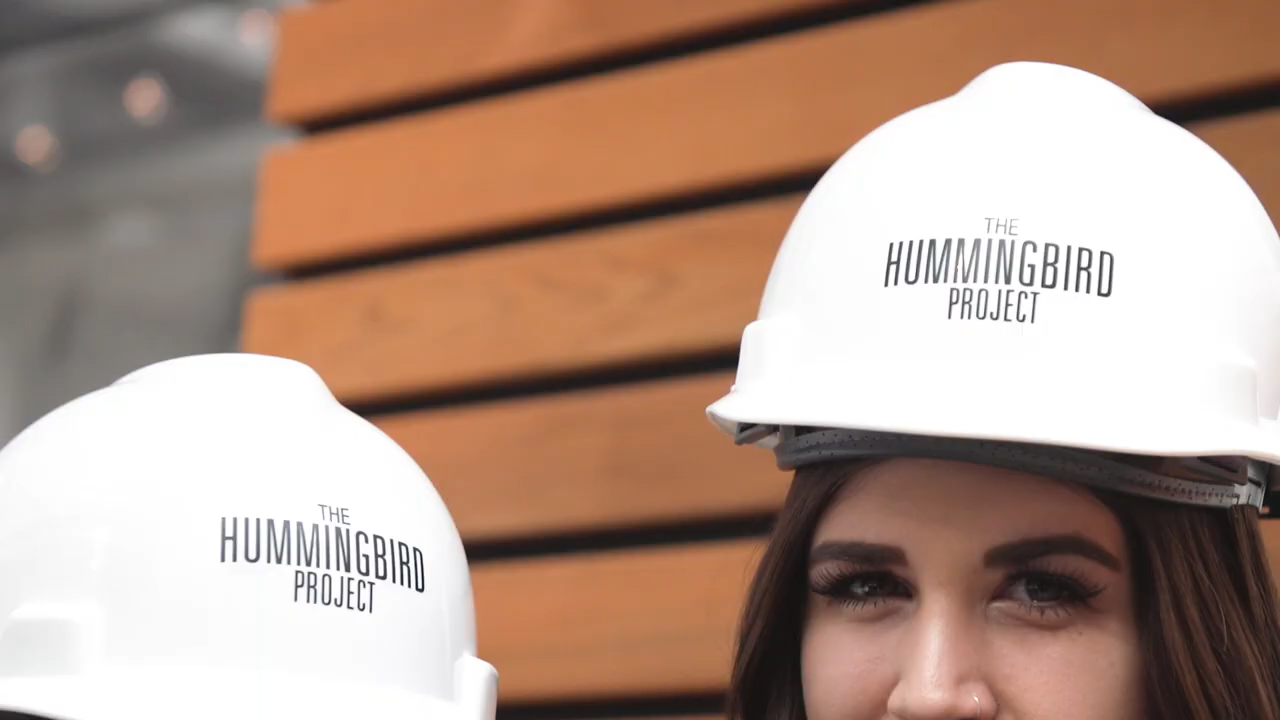 THE
HUMMINGBIRD
PROJECT
THE
HUMMINGBIRD
PROJECT